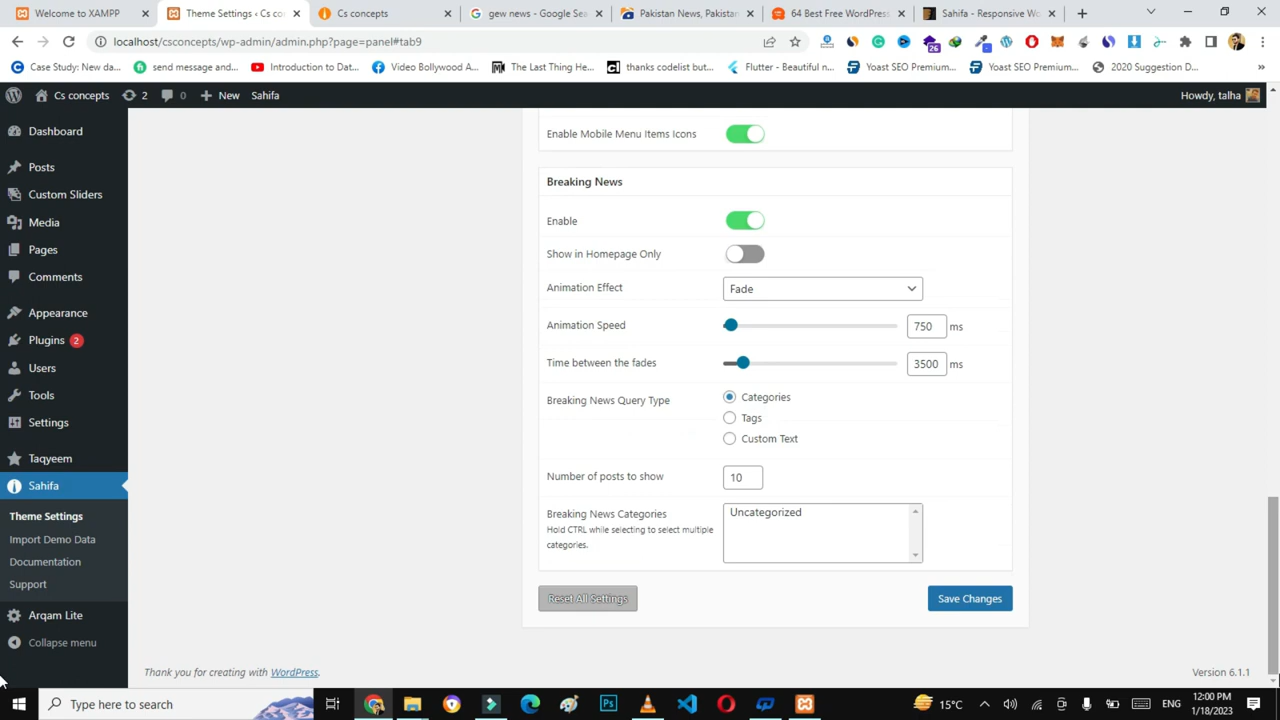 Welcome to XAMPP
Theme Settings ‹ Cs co
Cs concepts
gew news - Google Se
Pakistan News, Pakistan
64 Best Free WordPress
Sahifa - Responsive Wo
localhost/csconcepts/wp-admin/admin.php?page=panel#tab9
26
Case Study: New da...
send message and...
Introduction to Dat...
Video Bollywood A...
The Last Thing He...
thanks codelist but...
Flutter - Beautiful n...
Yoast SEO Premium...
Yoast SEO Premium...
2020 Suggestion D...
»
Cs concepts
2
0
New
Sahifa
Howdy, talha
Dashboard
Posts
Custom Sliders
Media
Pages
Comments
Appearance
Plugins 2
Users
Tools
Settings
Taqyeem
Sahifa
Theme Settings
Import Demo Data
Documentation
Support
Arqam Lite
Collapse menu
Enable Mobile Menu Items Icons
Breaking News
Enable
Show in Homepage Only
Animation Effect Fade
Animation Speed 750 ms
Time between the fades 3500 ms
Breaking News Query Type Categories
Tags
Custom Text
Number of posts to show 10
Breaking News Categories Uncategorized
Hold CTRL while selecting to select multiple
categories.
Reset All Settings
Save Changes
Thank you for creating with WordPress.
Version 6.1.1
Type here to search
Ps
15°C
ENG
12:00 PM
1/18/2023